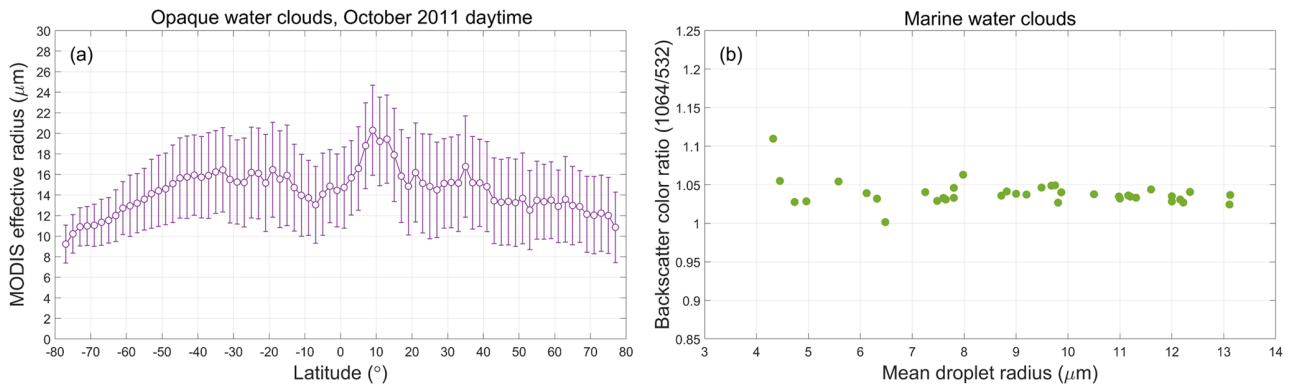 Opaque water clouds, October 2011 daytime
(a)
MODIS effective radius (μm)
30
28
26
24
22
20
18
16
14
12
10
8
6
4
2
0
-80 -70 -60 -50 -40 -30 -20 -10 0 10 20 30 40 50 60 70 80
Latitude (°)
Marine water clouds
(b)
Backscatter color ratio (1064/532)
1.25
1.2
1.15
1.1
1.05
1
0.95
0.9
0.85
3 4 5 6 7 8 9 10 11 12 13 14
Mean droplet radius (μm)